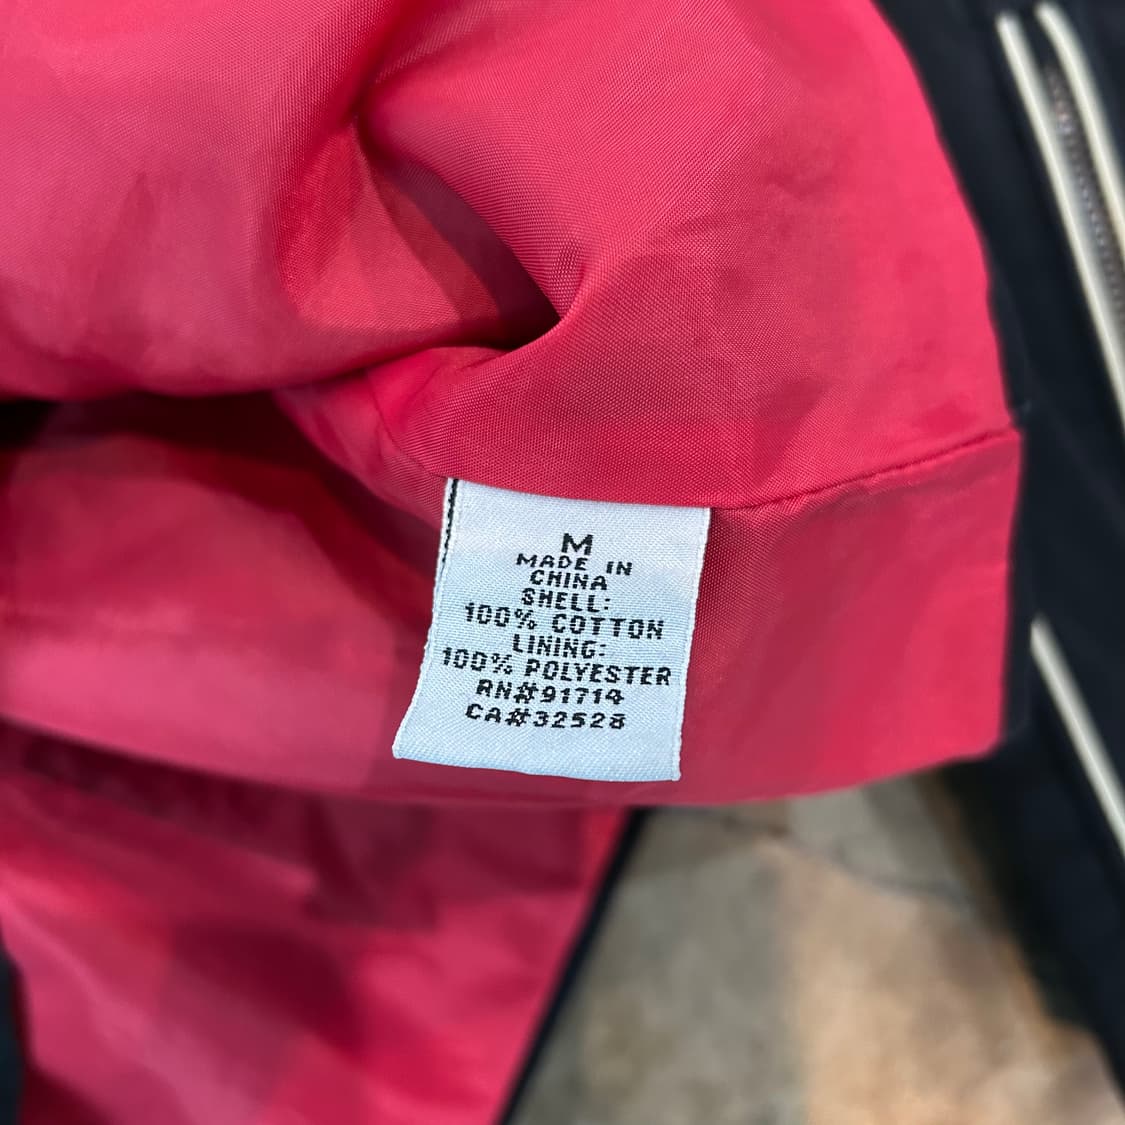 M
MADE IN
CHINA
SHELL:
100% COTTON
LINING:
100% POLYESTER
RN#91714
CA#32528